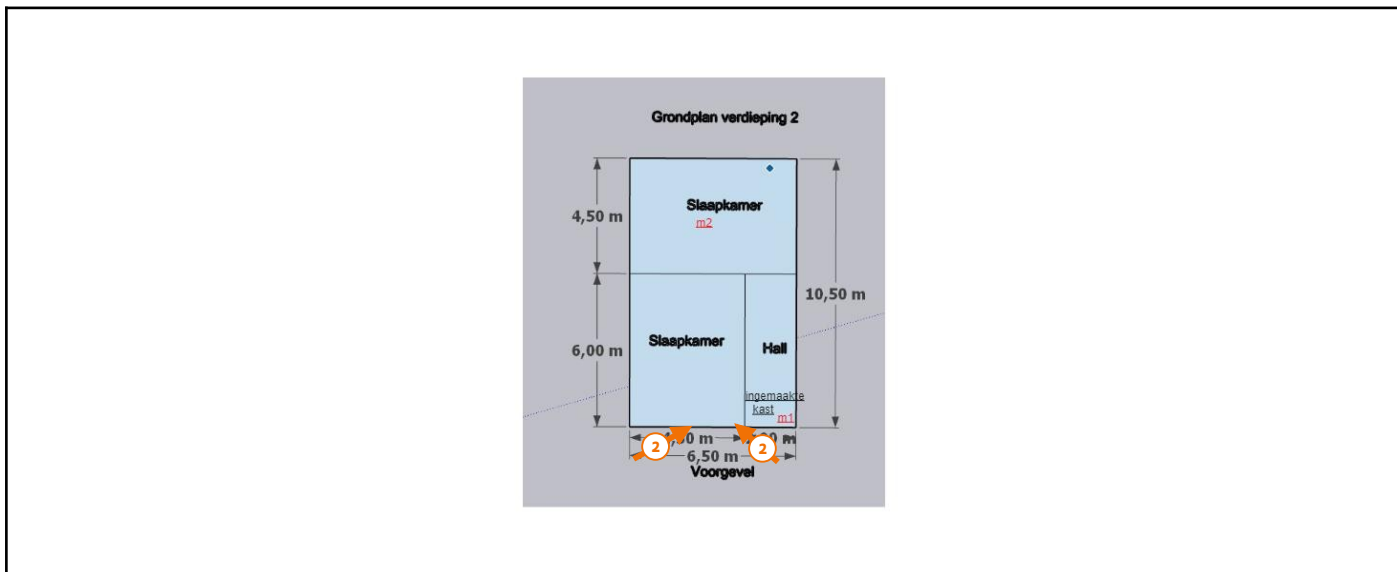 Grondplan verdieping 2
4,50 m
Slaapkamer
m2
10,50 m
6,00 m
Slaapkamer
Hall
ingemaakte
kast
m1
2
2
6,50 m
Voorgevel